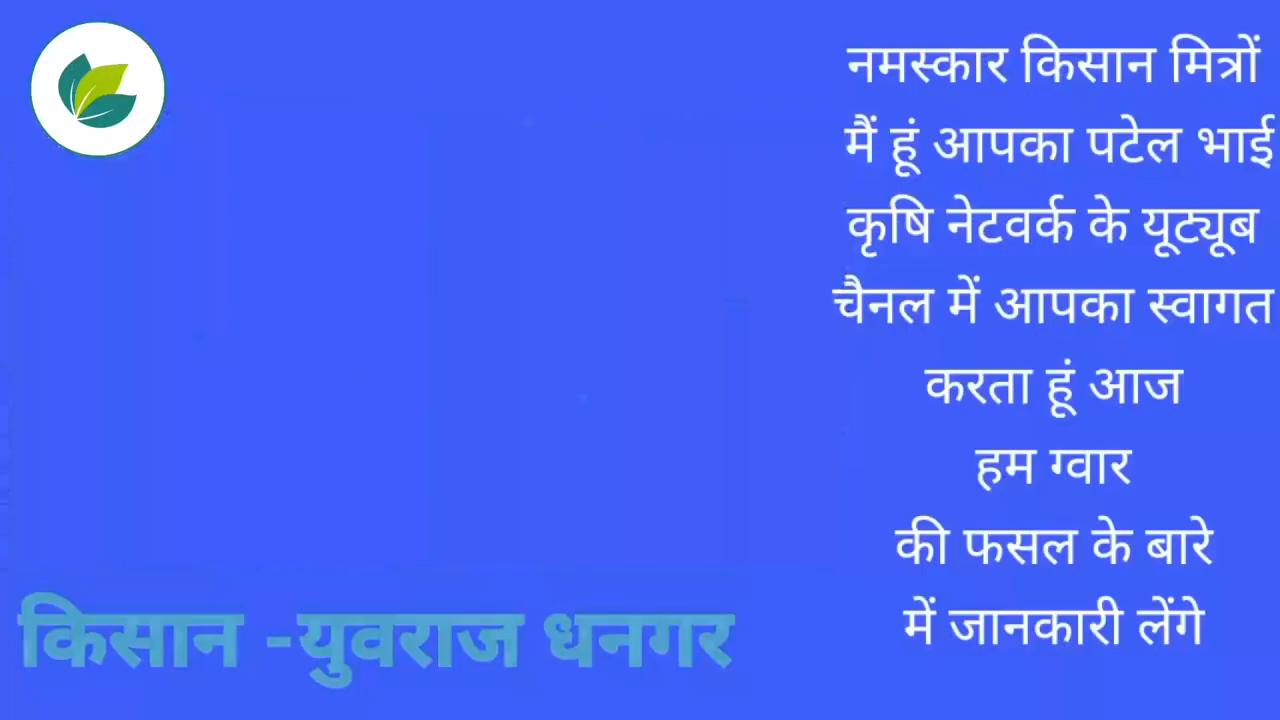 नमस्कार किसान मित्रों
मैं हूं आपका पटेल भाई
कृषि नेटवर्क के यूट्यूब
चैनल में आपका स्वागत
करता हूं आज
हम ग्वार
की फसल के बारे
में जानकारी लेंगे
किसान -युवराज धनगर